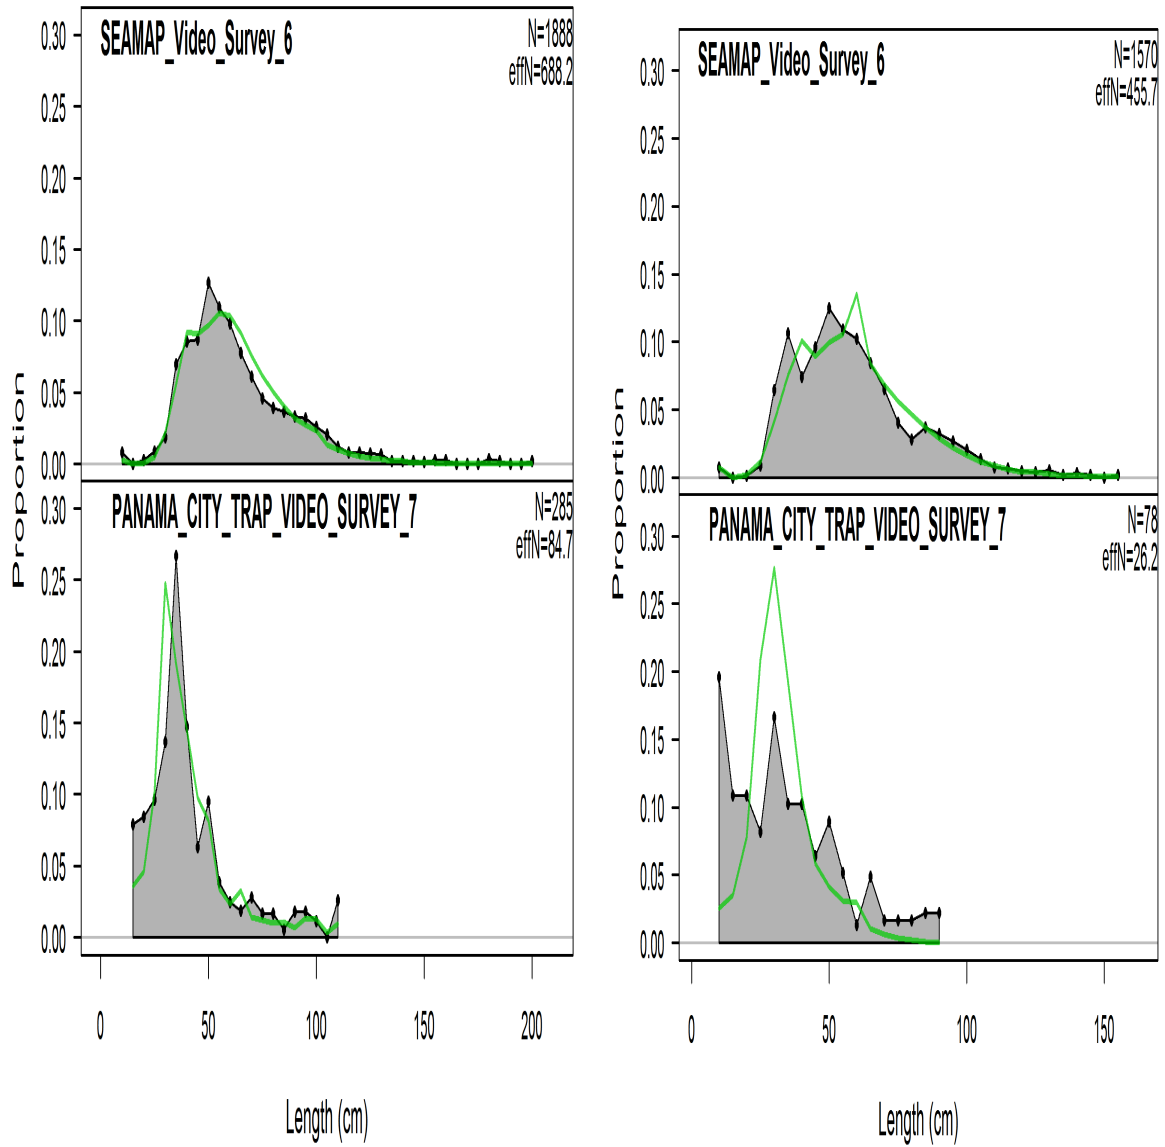 SEAMAP_Video_Survey_6
N=1888
effN=688.2
0.30
0.25
0.20
0.15
0.10
0.05
0.00
PANAMA_CITY_TRAP_VIDEO_SURVEY_7
N=285
effN=84.7
0.30
0.25
0.20
0.15
0.10
0.05
0.00
Proportion
0 50 100 150 200
Length (cm)
SEAMAP_Video_Survey_6
N=1570
effN=455.7
0.30
0.25
0.20
0.15
0.10
0.05
0.00
PANAMA_CITY_TRAP_VIDEO_SURVEY_7
N=78
effN=26.2
0.30
0.25
0.20
0.15
0.10
0.05
0.00
Proportion
0 50 100 150
Length (cm)